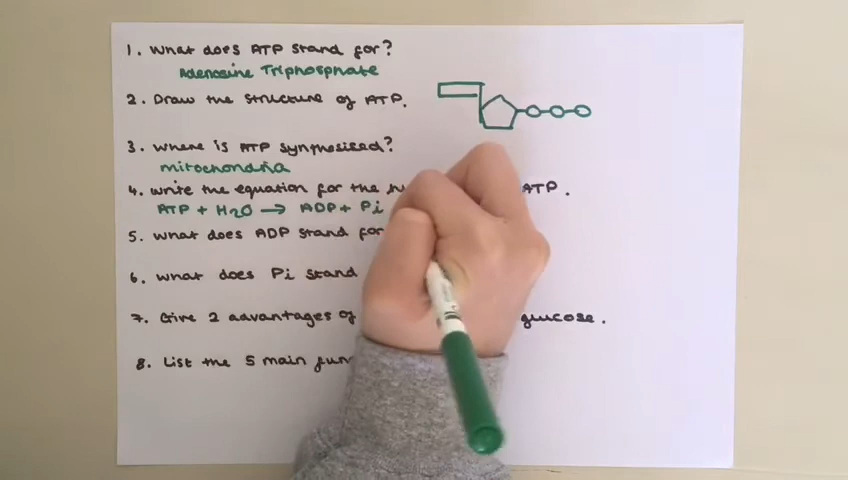 1. What does ATP stand for?
Adenosine Triphosphate
2. Draw the structure of ATP.
3. Where is ATP synthesised?
mitochondria
4. Write the equation for the ATP.
ATP + H2O → ADP + Pi
5. What does ADP stand for
6. What does Pi stand
7. Give 2 advantages of glucose.
8. List the 5 main